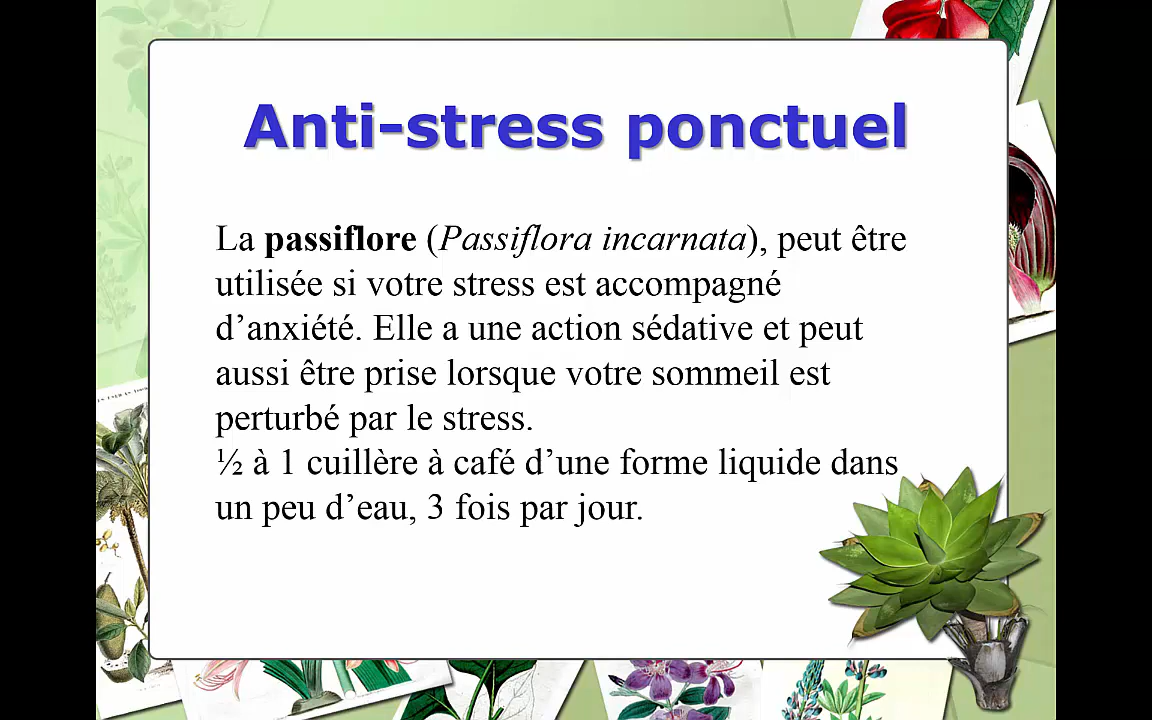 Anti-stress ponctuel
La passiflore (Passiflora incarnata), peut être
utilisée si votre stress est accompagné
d’anxiété. Elle a une action sédative et peut
aussi être prise lorsque votre sommeil est
perturbé par le stress.
½ à 1 cuillère à café d’une forme liquide dans
un peu d’eau, 3 fois par jour.